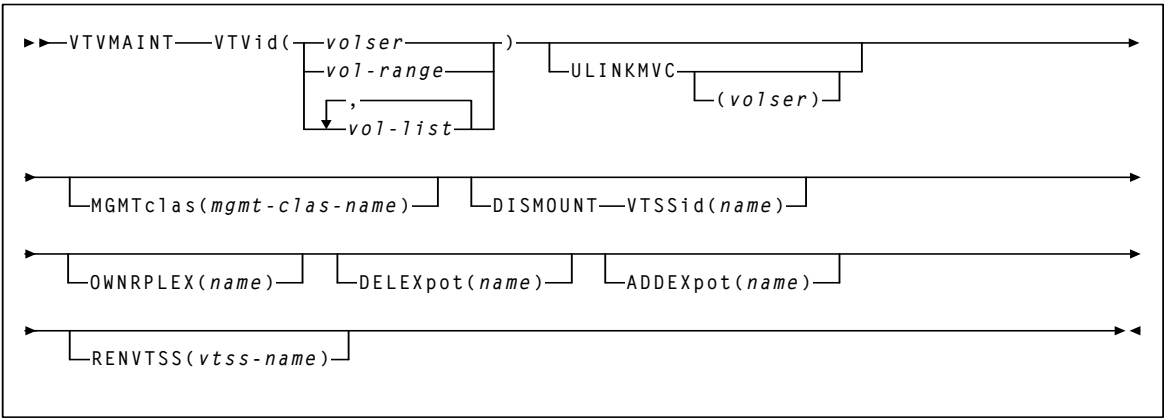 VTVMAINT VTVid( volser ) ULINKMVC (volser)
vol-range
,
vol-list
MGMTclas(mgmt-clas-name) DISMOUNT VTSSid(name)
OWNRPLEX(name) DELEXpot(name) ADDEXpot(name)
RENVTSS(vtss-name)